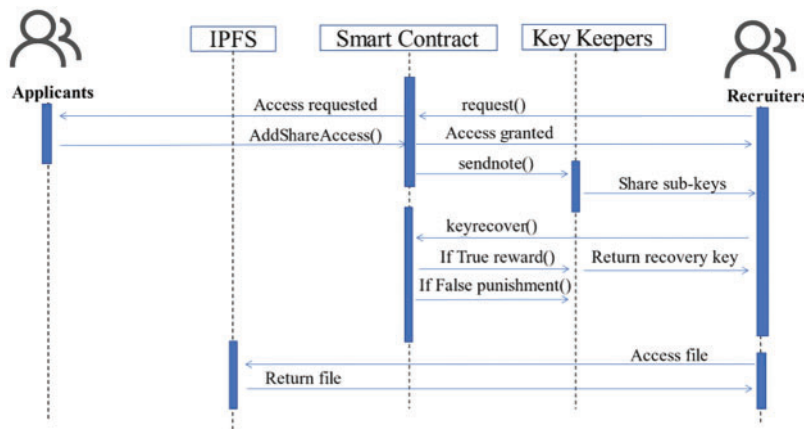 IPFS
Smart Contract
Key Keepers
Applicants
Recruiters
Access requested
request()
AddShareAccess()
Access granted
sendnote()
Share sub-keys
keyrecover()
If True reward()
Return recovery key
If False punishment()
Access file
Return file